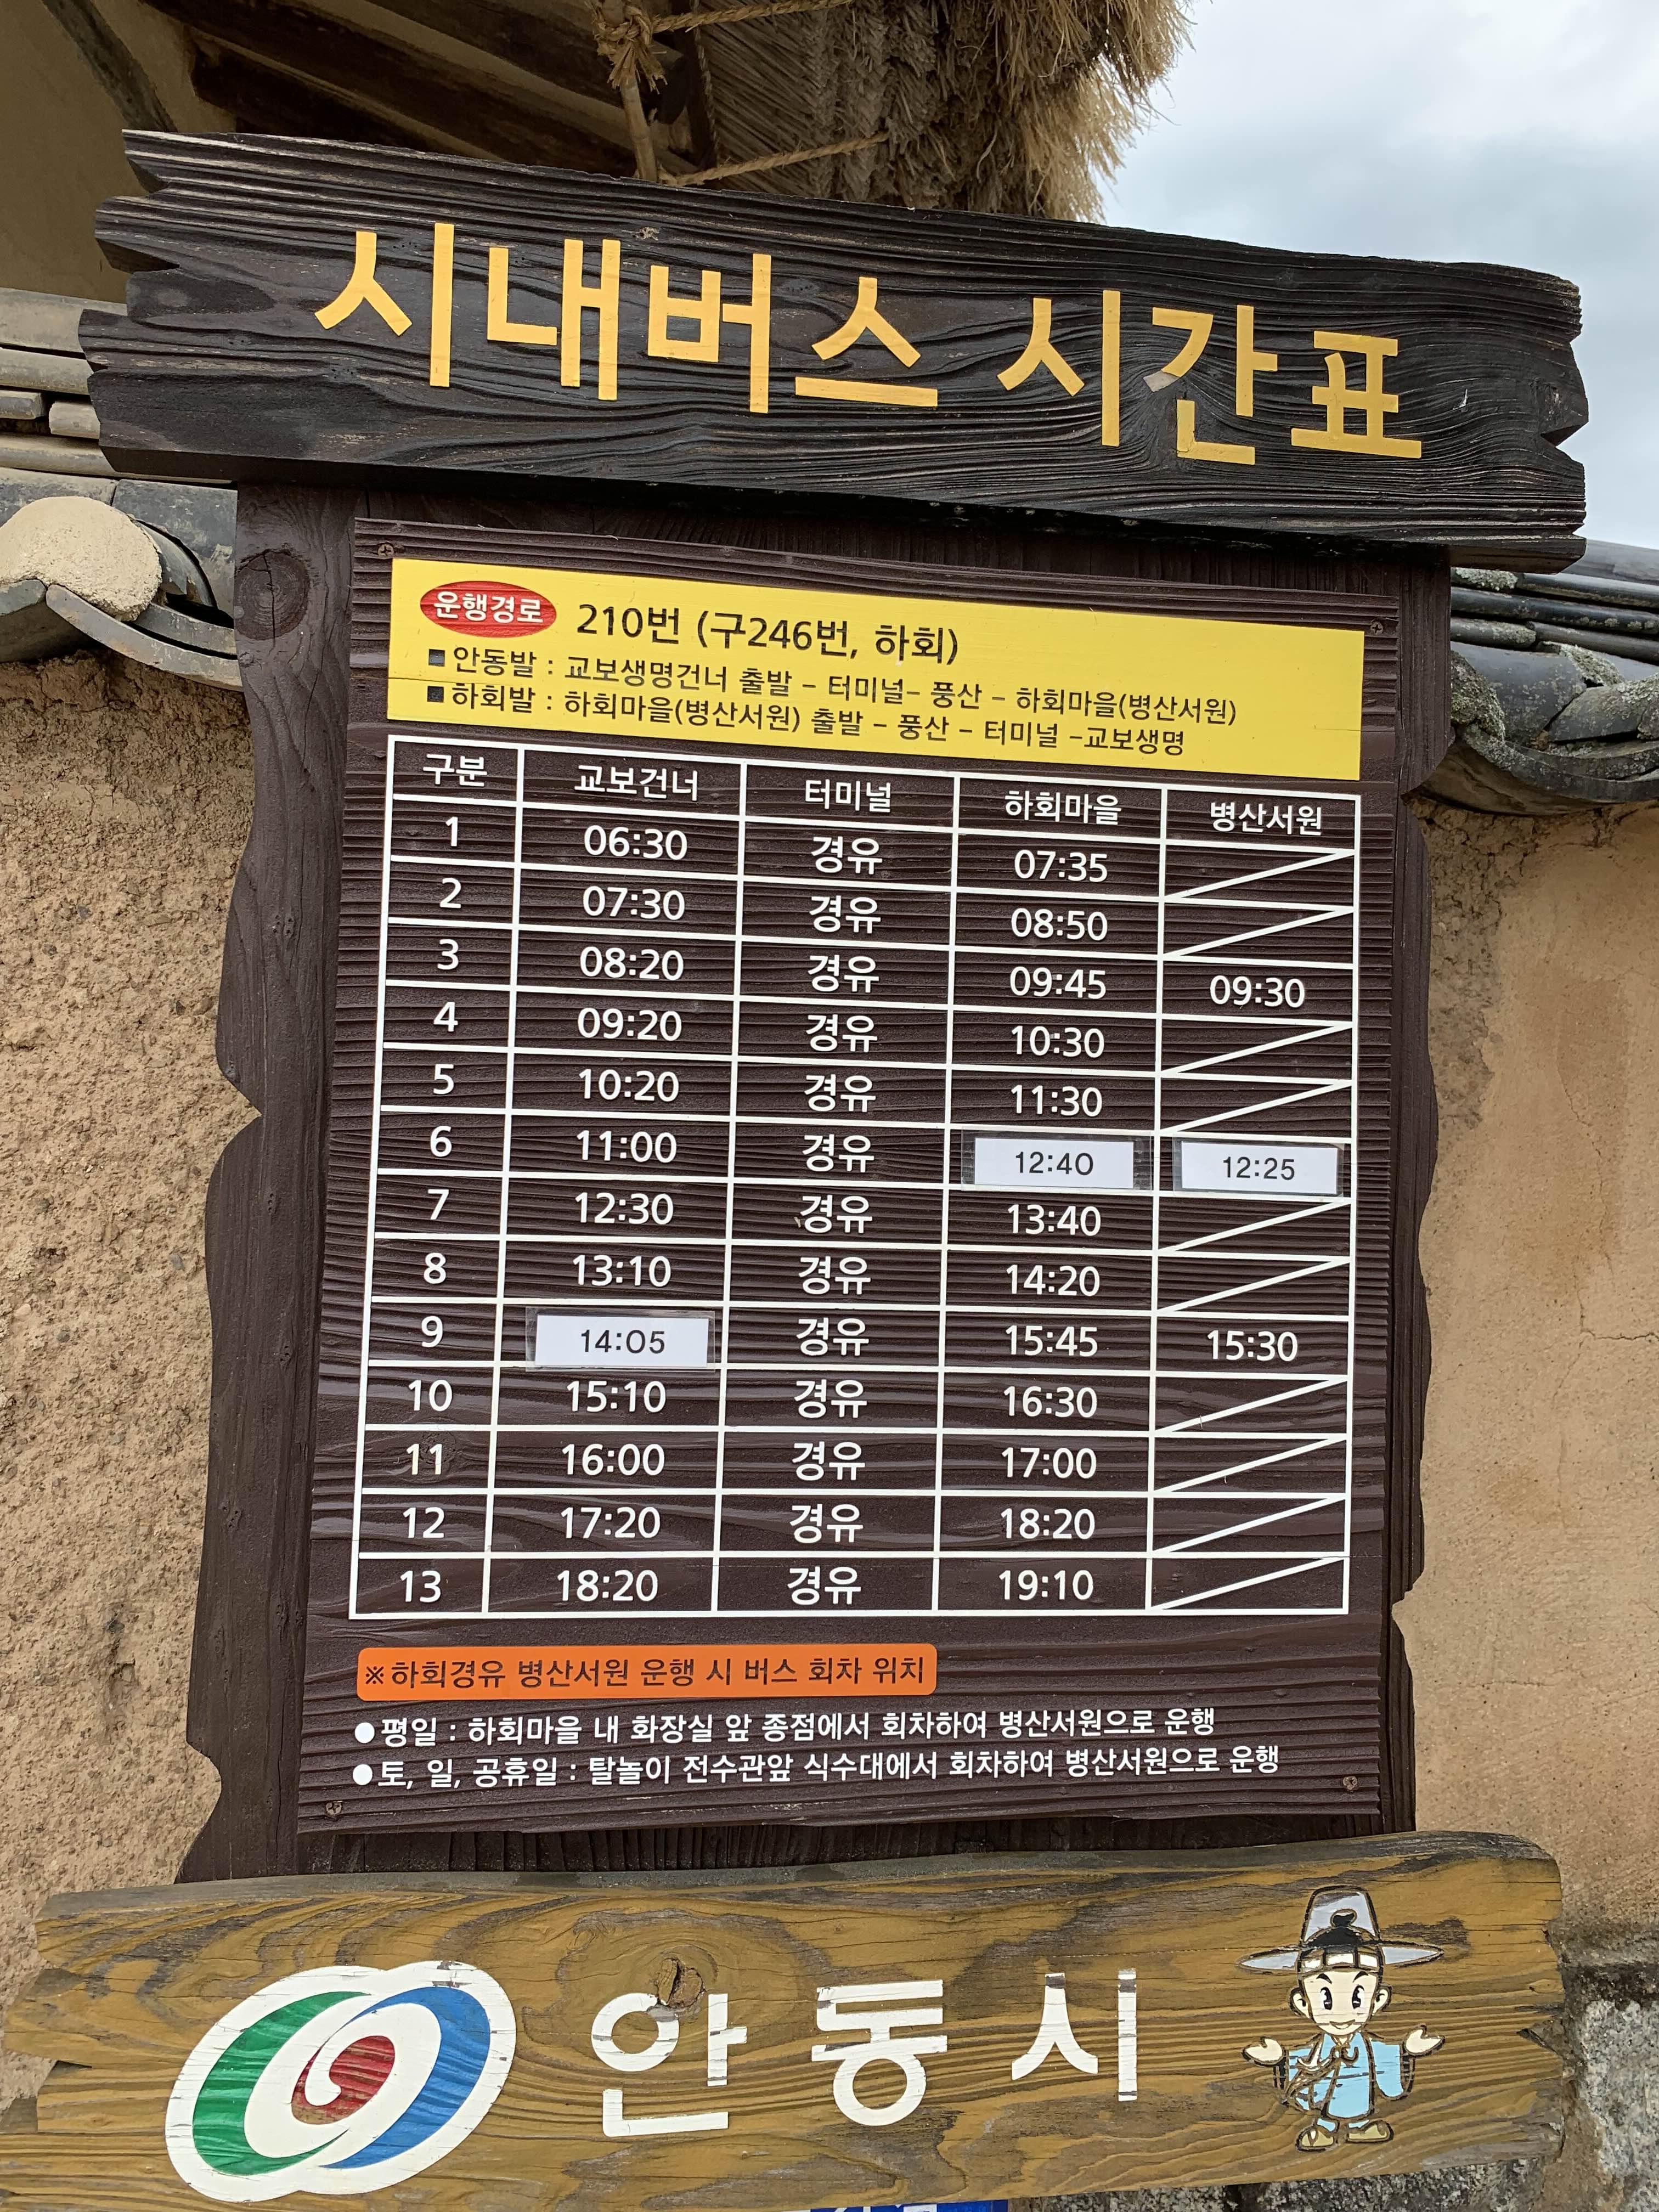 시내버스 시간표
운행경로 210번 (구246번, 하회)
■ 안동발 : 교보생명건너 출발 – 터미널– 풍산 – 하회마을(병산서원)
■ 하회발 : 하회마을(병산서원) 출발 – 풍산 – 터미널 –교보생명
구분 교보건너 터미널 하회마을 병산서원
1 06:30 경유 07:35
2 07:30 경유 08:50
3 08:20 경유 09:45 09:30
4 09:20 경유 10:30
5 10:20 경유 11:30
6 11:00 경유 12:40 12:25
7 12:30 경유 13:40
8 13:10 경유 14:20
9 14:05 경유 15:45 15:30
10 15:10 경유 16:30
11 16:00 경유 17:00
12 17:20 경유 18:20
13 18:20 경유 19:10
※하회경유 병산서원 운행 시 버스 회차 위치
●평일 : 하회마을 내 화장실 앞 종점에서 회차하여 병산서원으로 운행
●토, 일, 공휴일 : 탈놀이 전수관앞 식수대에서 회차하여 병산서원으로 운행
안동시